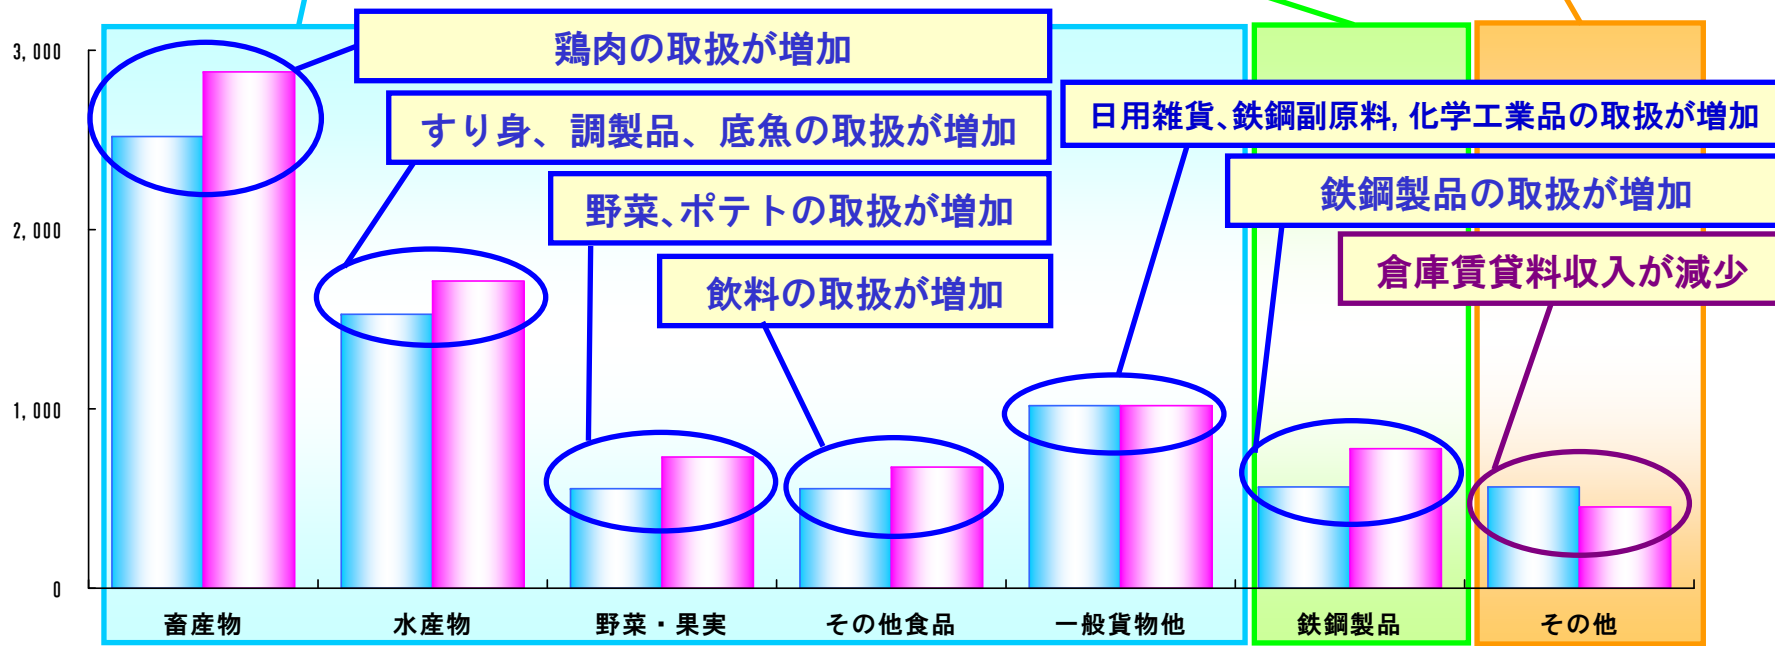 3,000
2,000
1,000
0
鶏肉の取扱が増加
すり身、調製品、底魚の取扱が増加
野菜、ポテトの取扱が増加
飲料の取扱が増加
日用雑貨、鉄鋼副原料,化学工業品の取扱が増加
鉄鋼製品の取扱が増加
倉庫賃貸料収入が減少
畜産物
水産物
野菜・果実
その他食品
一般貨物他
鉄鋼製品
その他